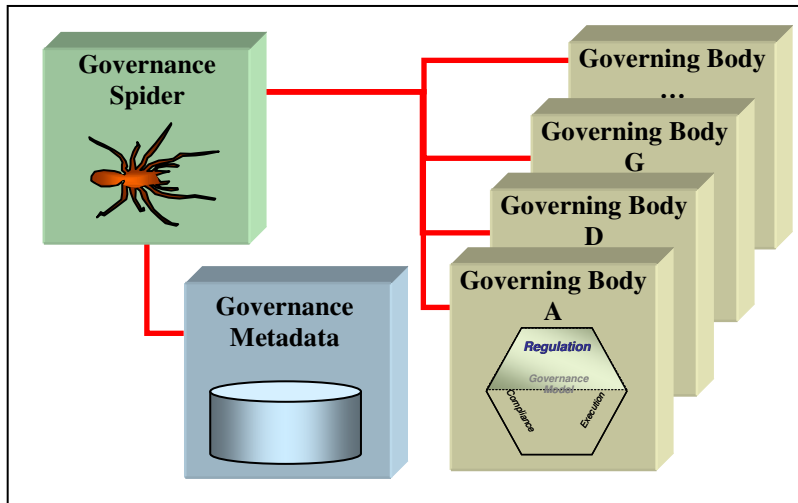 Governance
Spider
Governing Body
…
Governing Body
G
Governing Body
D
Governing Body
A
Governance
Metadata
Regulation
Governance
Model
Compliance
Execution